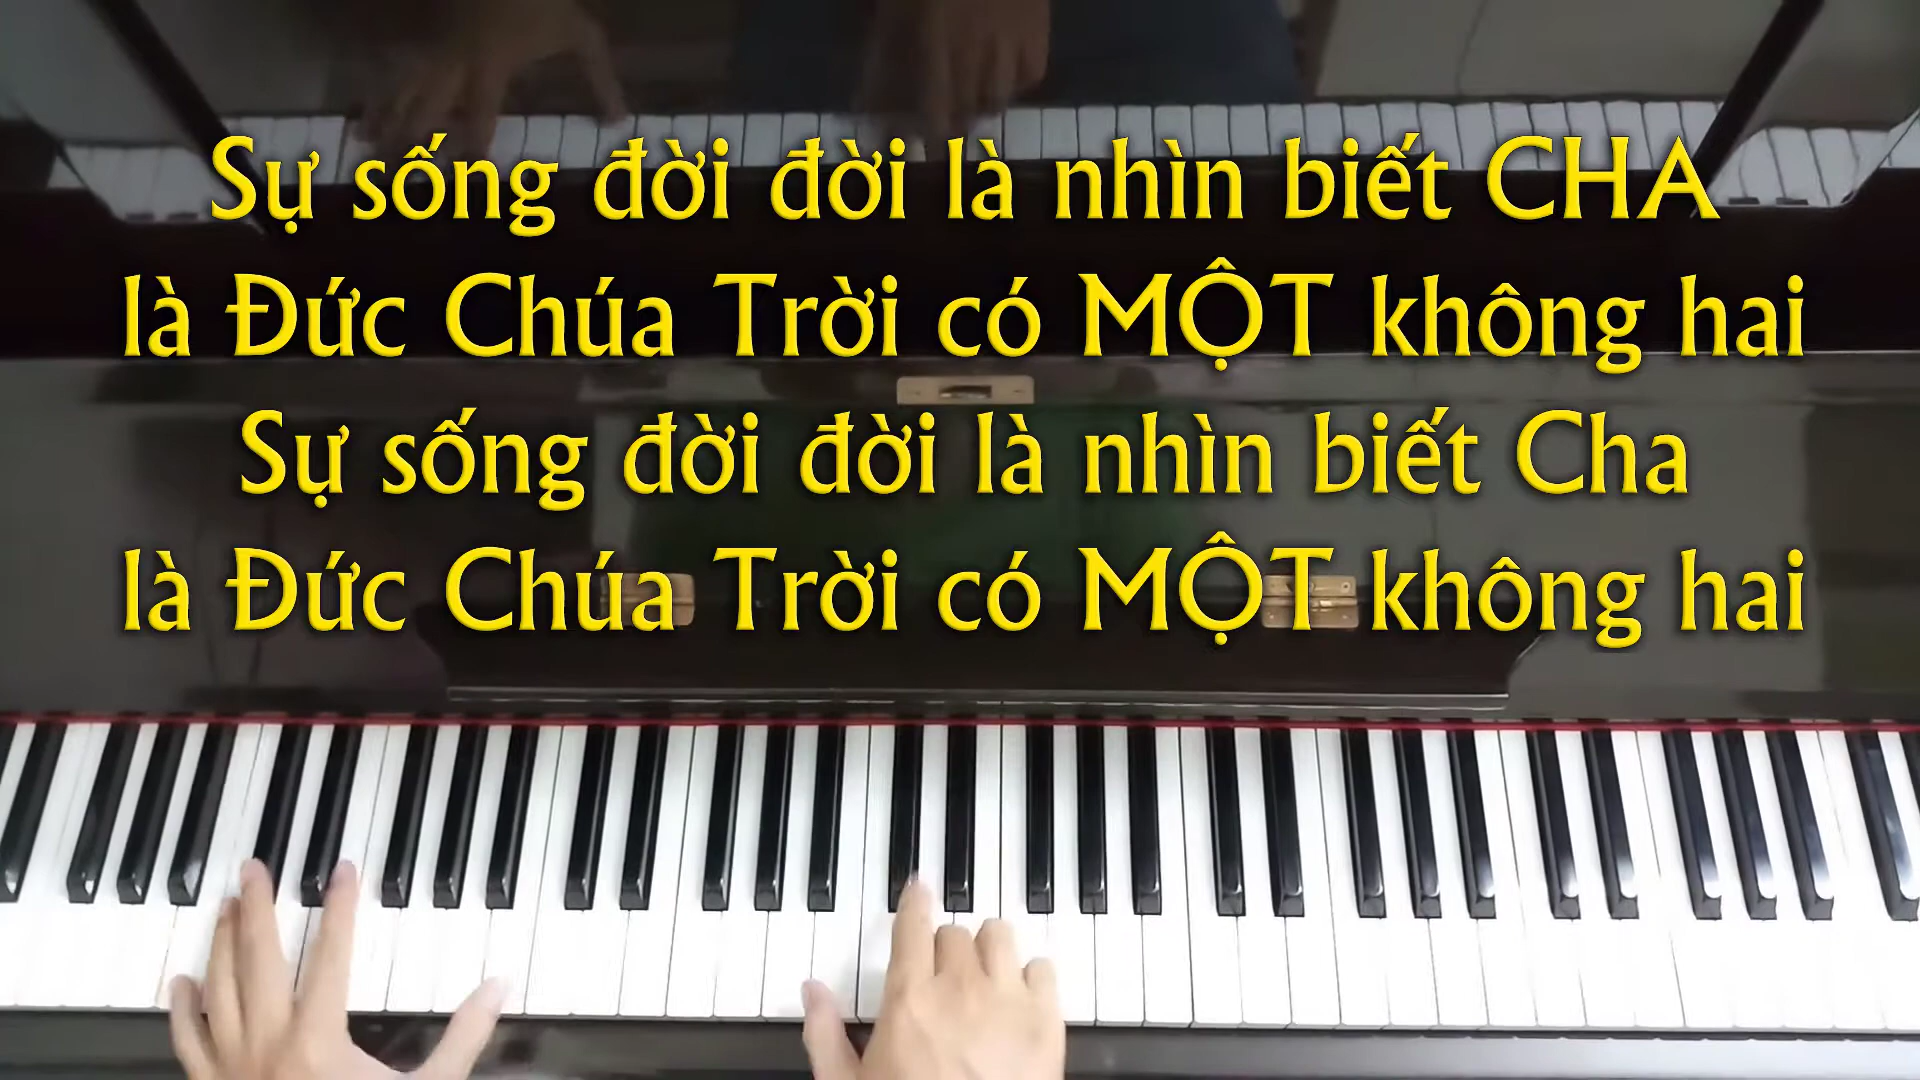 Sự sống đời đời là nhìn biết CHA
là Đức Chúa Trời có MỘT không hai
Sự sống đời đời là nhìn biết Cha
là Đức Chúa Trời có MỘT không hai